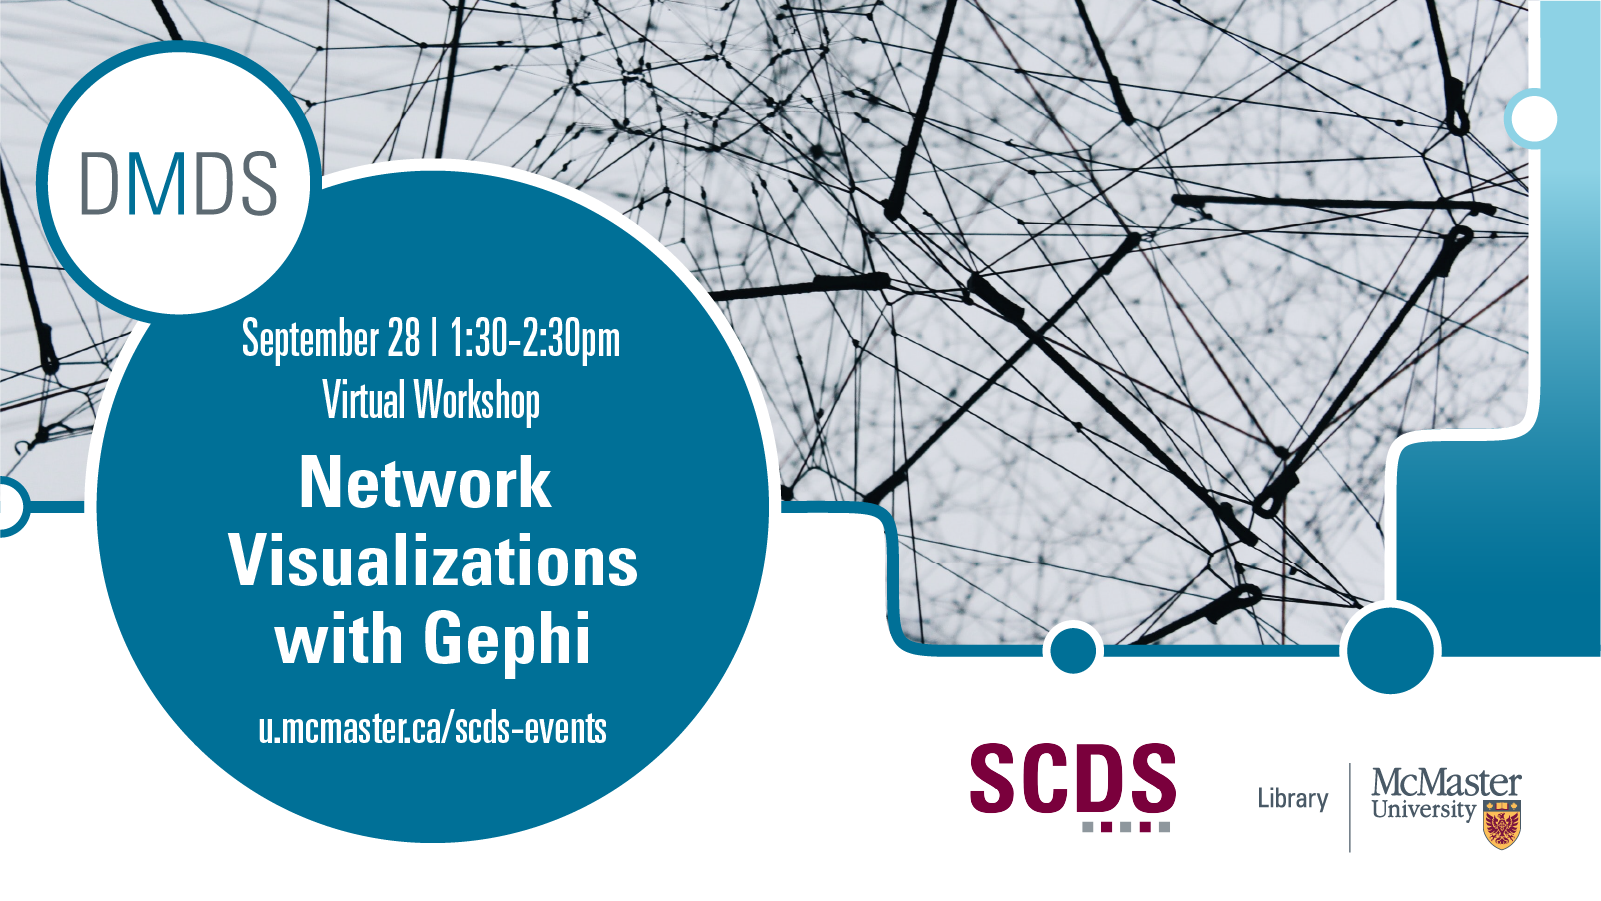 DMDS
September 28 | 1:30-2:30pm
Virtual Workshop
Network
Visualizations
with Gephi
u.mcmaster.ca/scds-events
SCDS
Library
McMaster
University